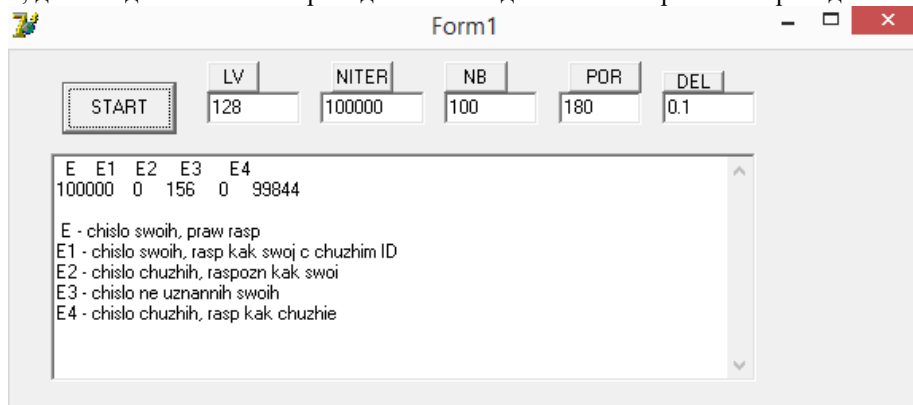 Form1
LV NITER NB POR DEL
START 128 100000 100 180 0.1
E E1 E2 E3 E4
100000 0 156 0 99844
E - chislo swoih, praw rasp
E1 - chislo swoih, rasp kak swoj c chuzhim ID
E2 - chislo chuzhih, raspozn kak swoi
E3 - chislo ne uznannih swoih
E4 - chislo chuzhih, rasp kak chuzhie